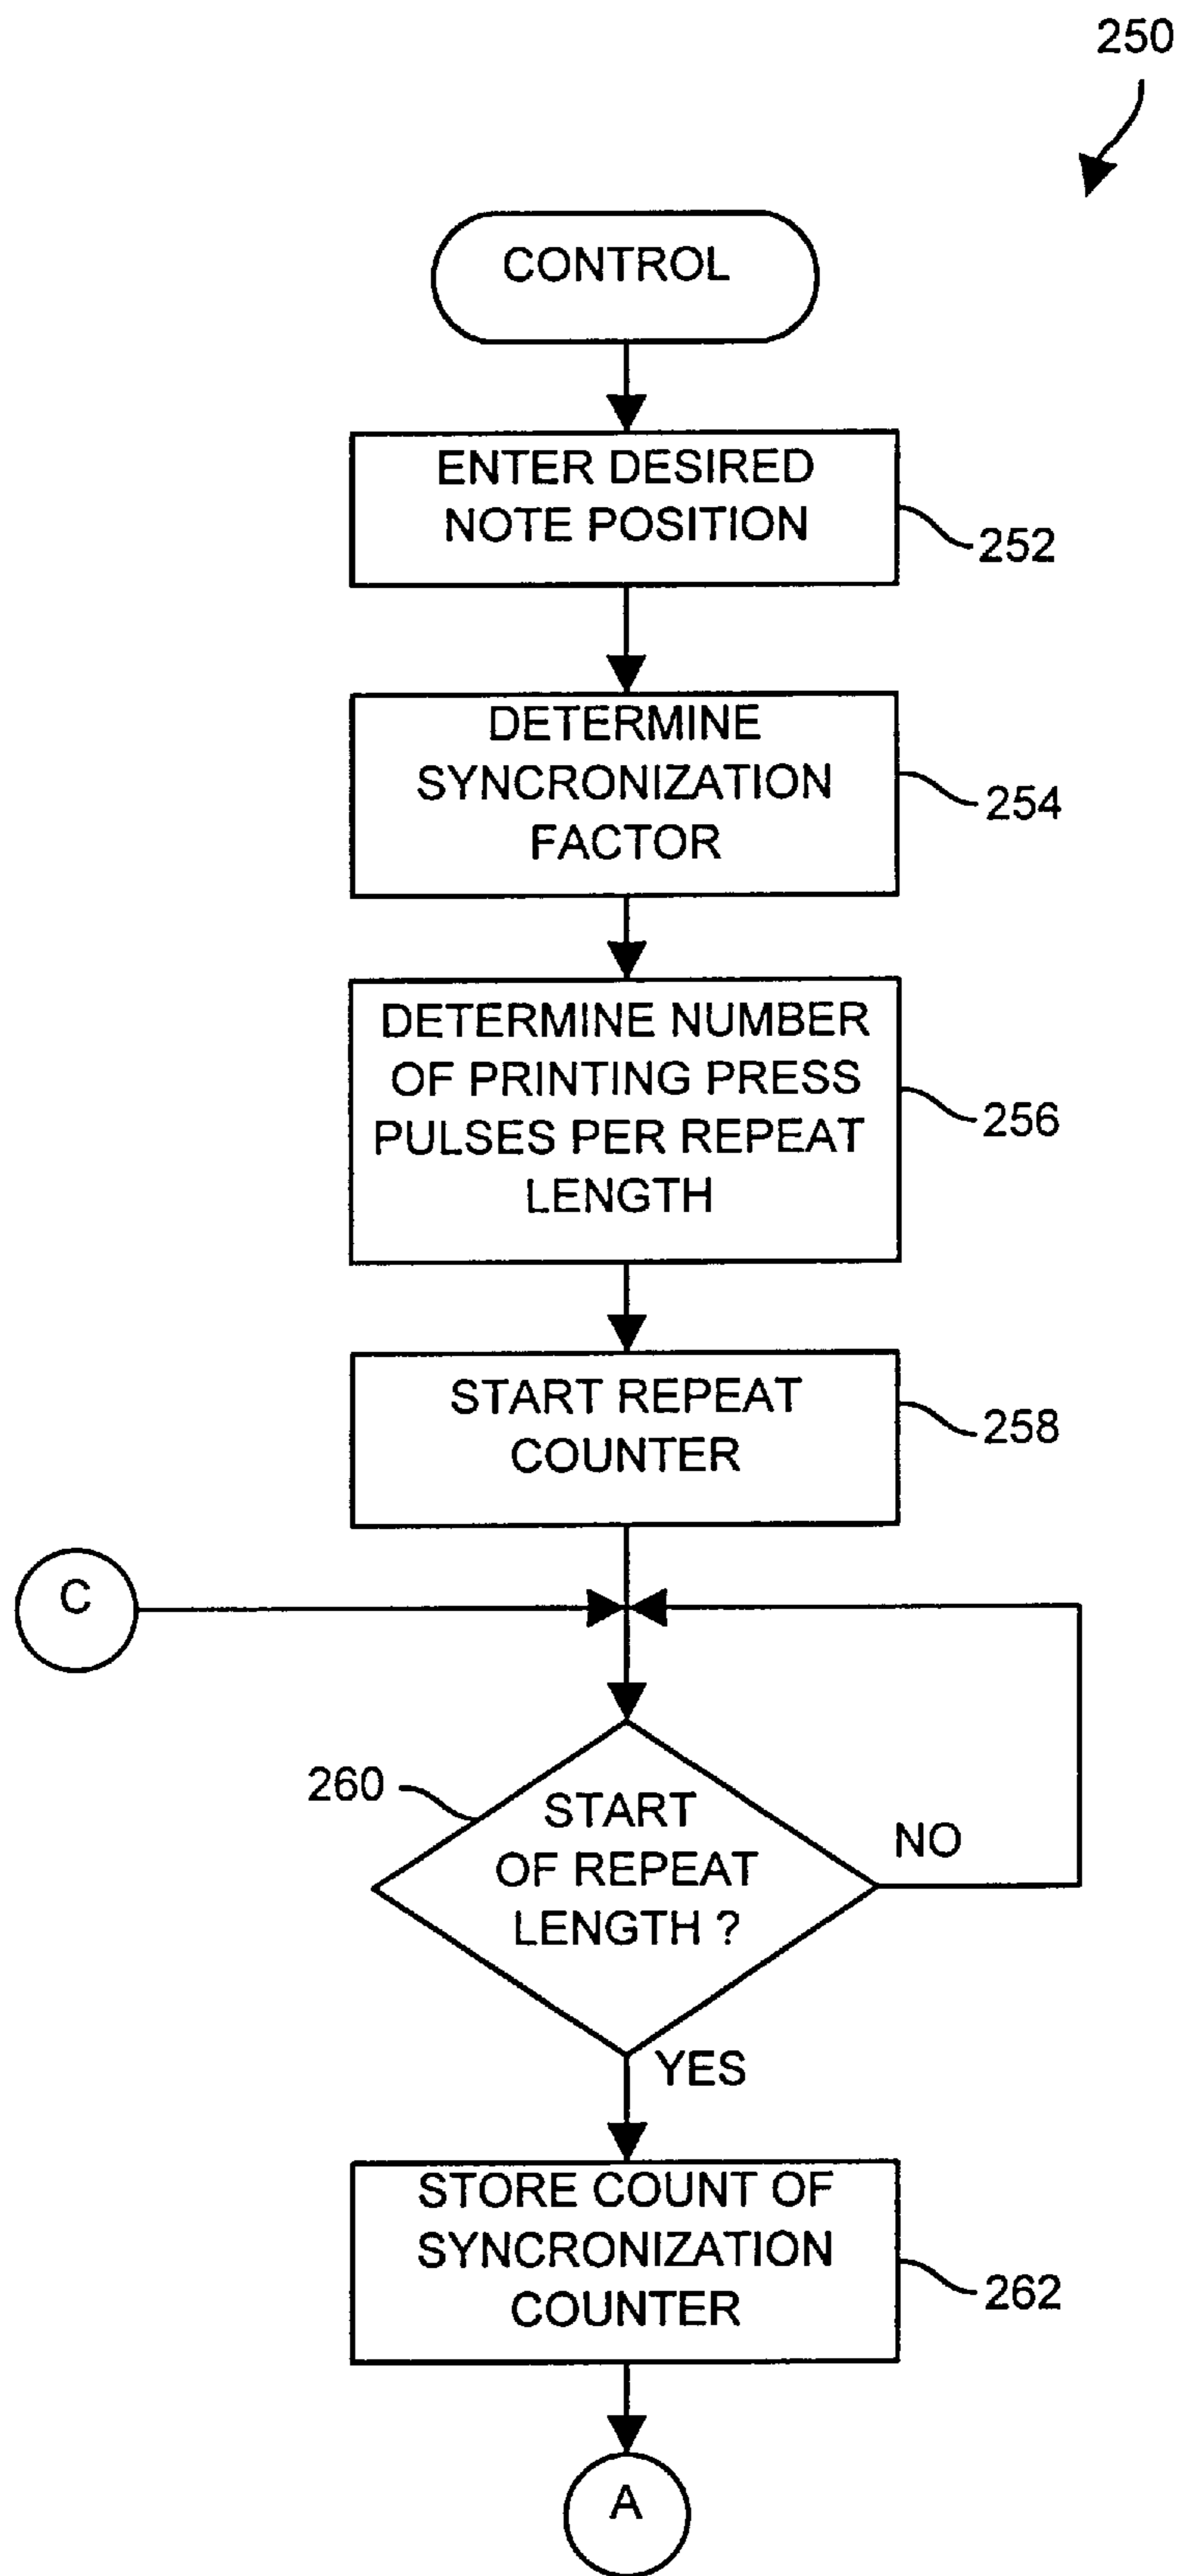 250
CONTROL
ENTER DESIRED
NOTE POSITION
252
DETERMINE
SYNCRONIZATION
FACTOR
254
DETERMINE NUMBER
OF PRINTING PRESS
PULSES PER REPEAT
LENGTH
256
START REPEAT
COUNTER
258
C
260
START
OF REPEAT
LENGTH ?
NO
YES
STORE COUNT OF
SYNCRONIZATION
COUNTER
262
A